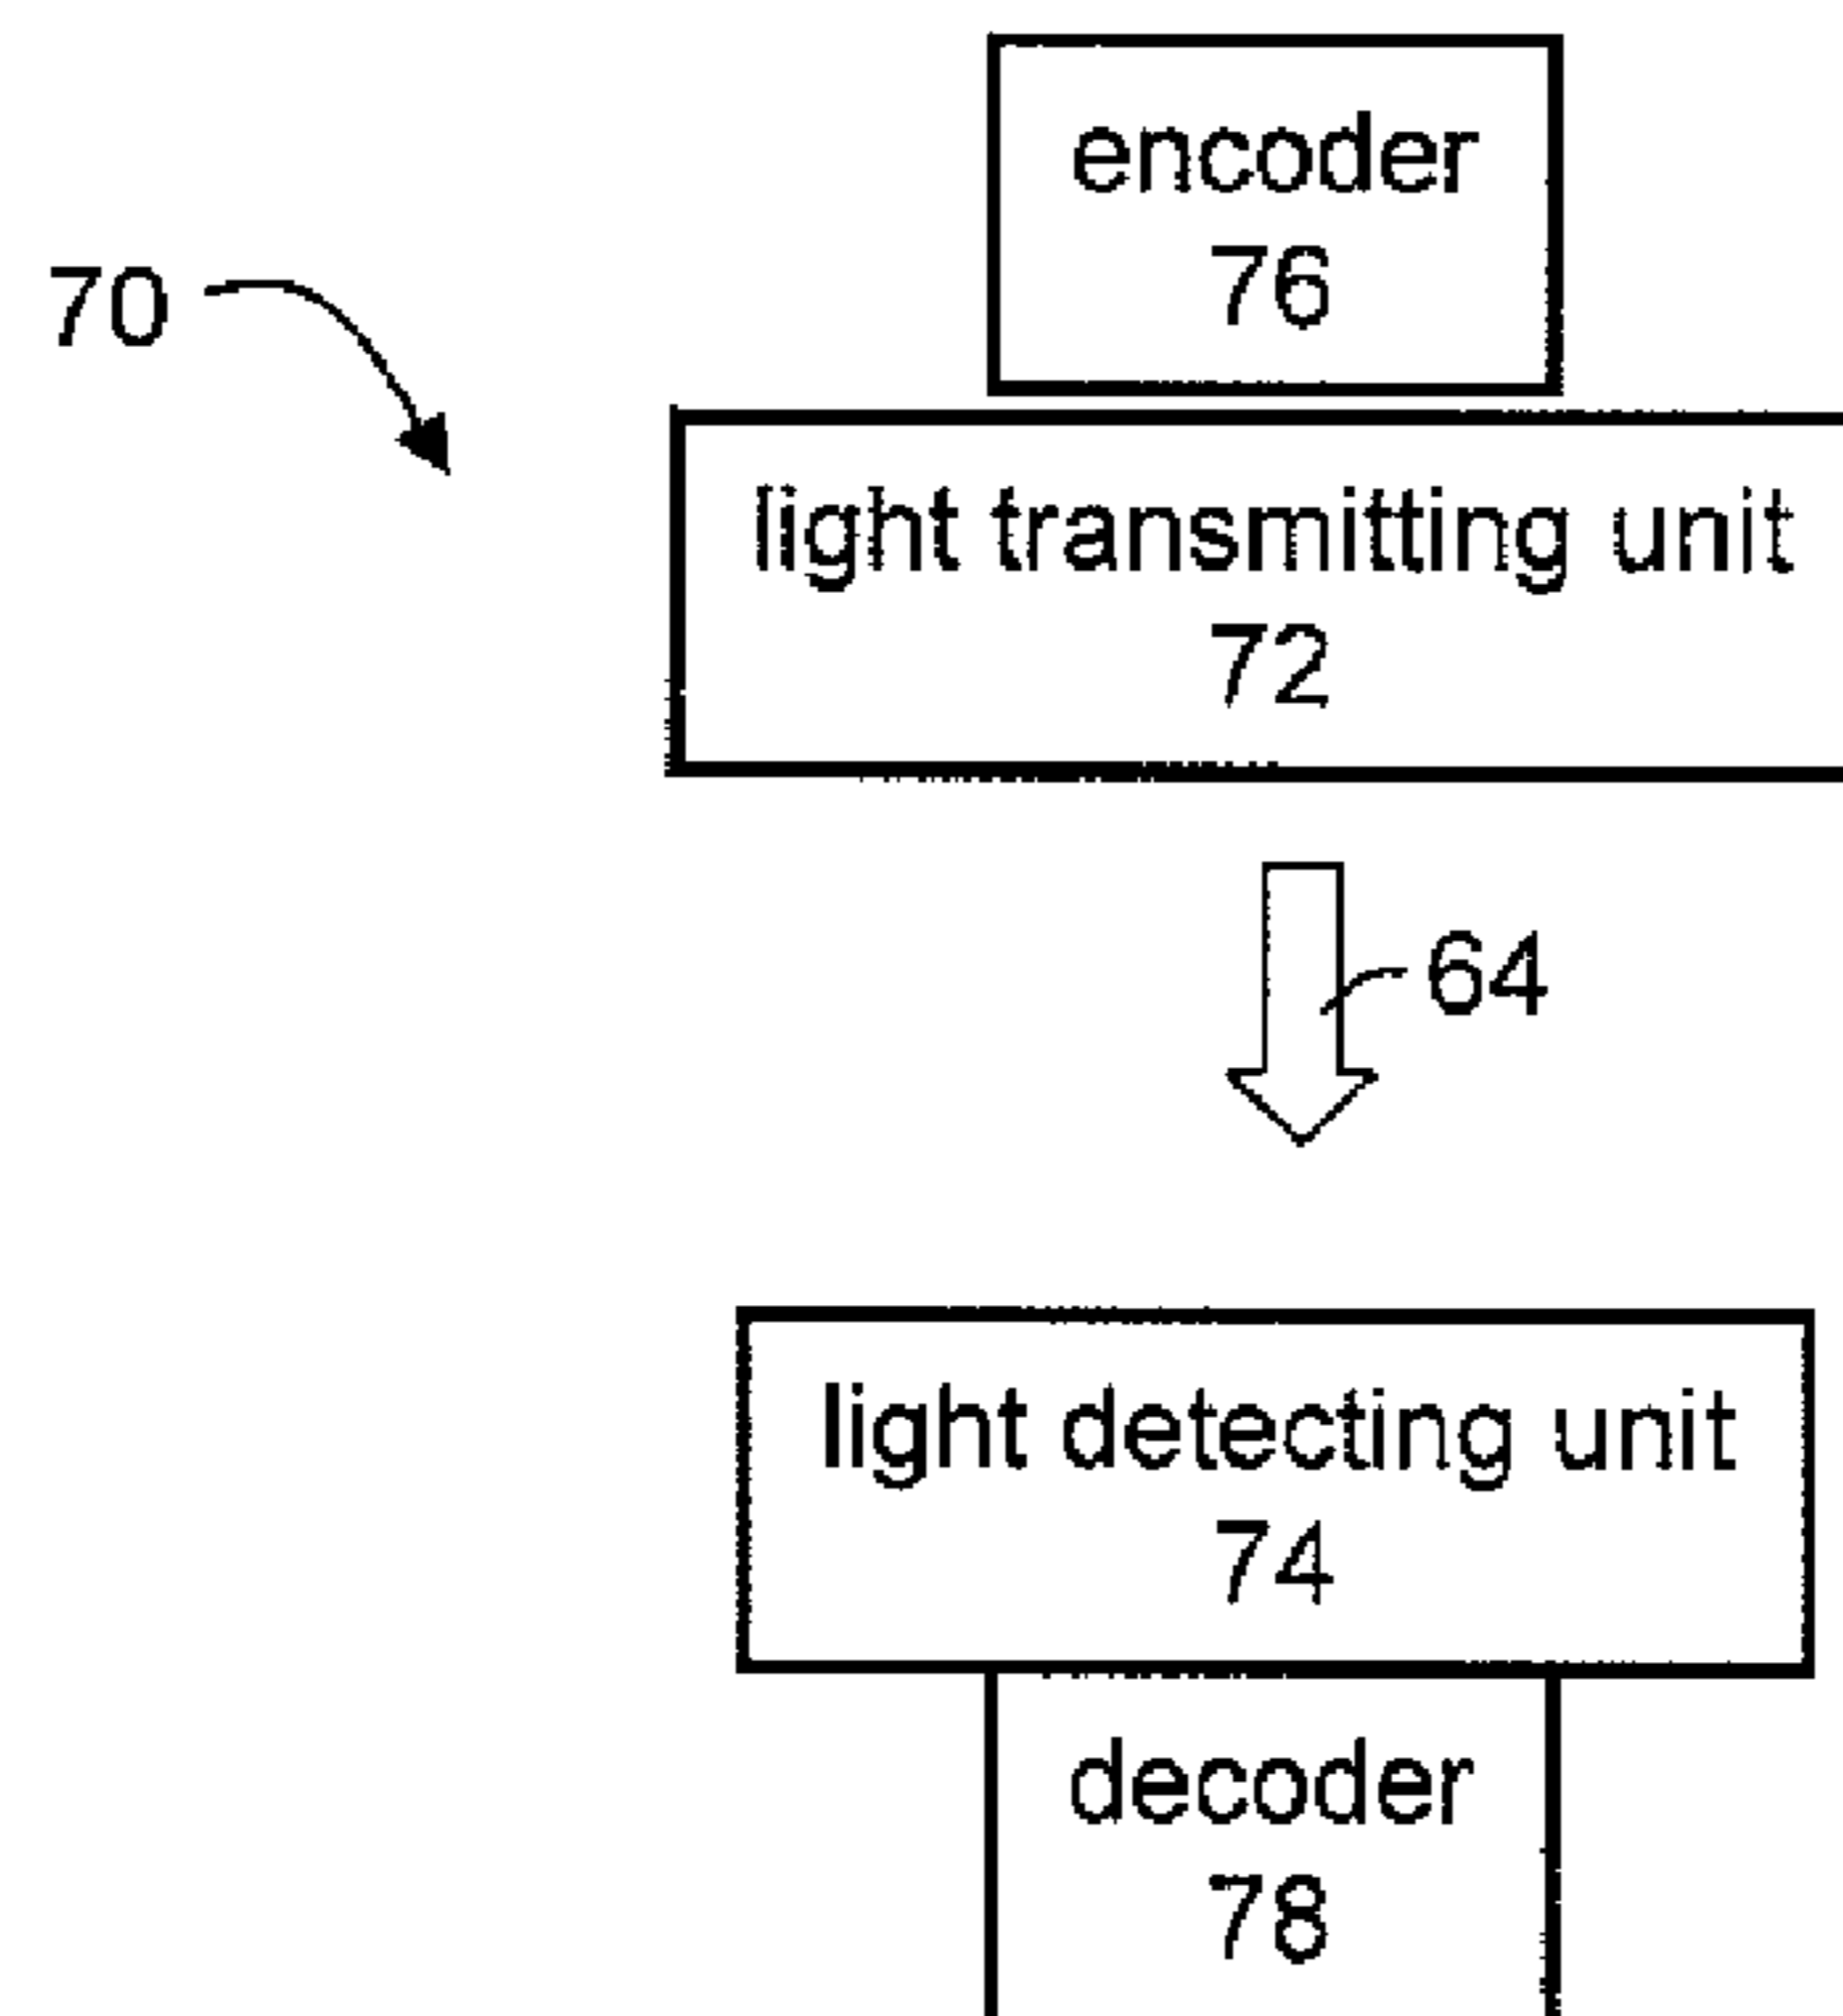 encoder
76
70
light transmitting unit
72
64
light detecting unit
74
decoder
78